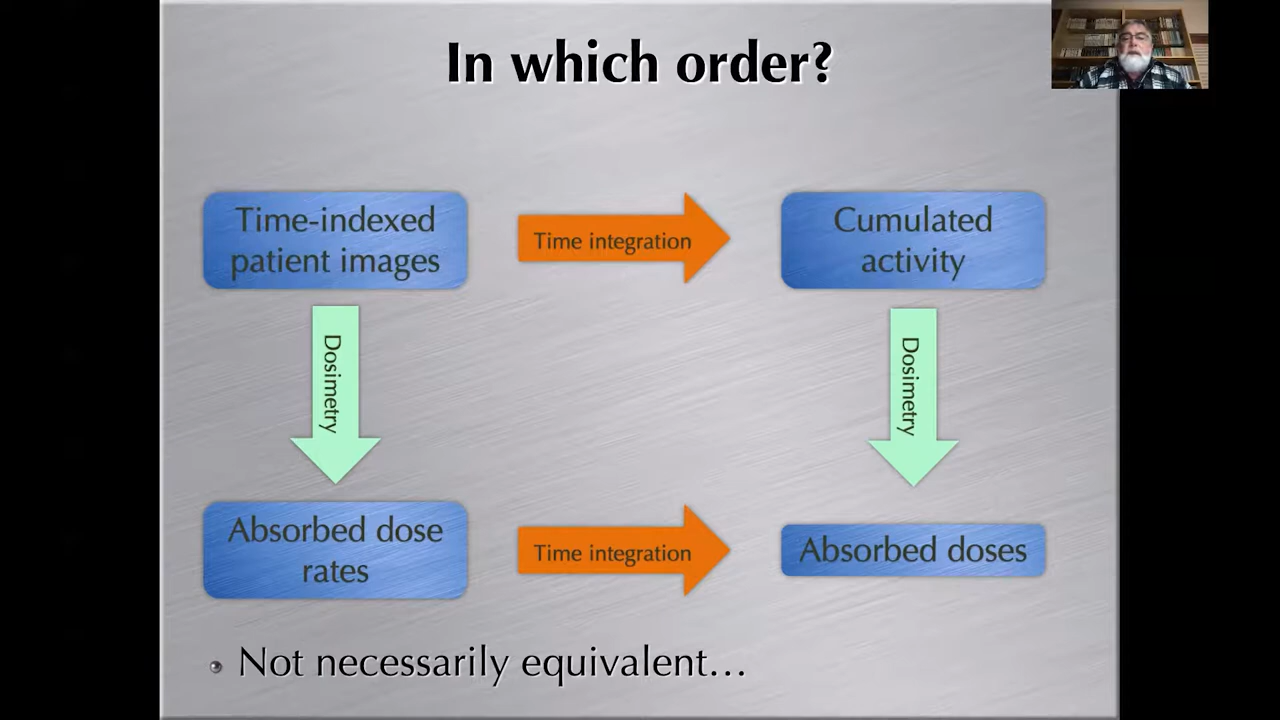 In which order?
Time-indexed
patient images
Time integration
Cumulated
activity
Dosimetry
Dosimetry
Absorbed dose
rates
Time integration
Absorbed doses
Not necessarily equivalent…